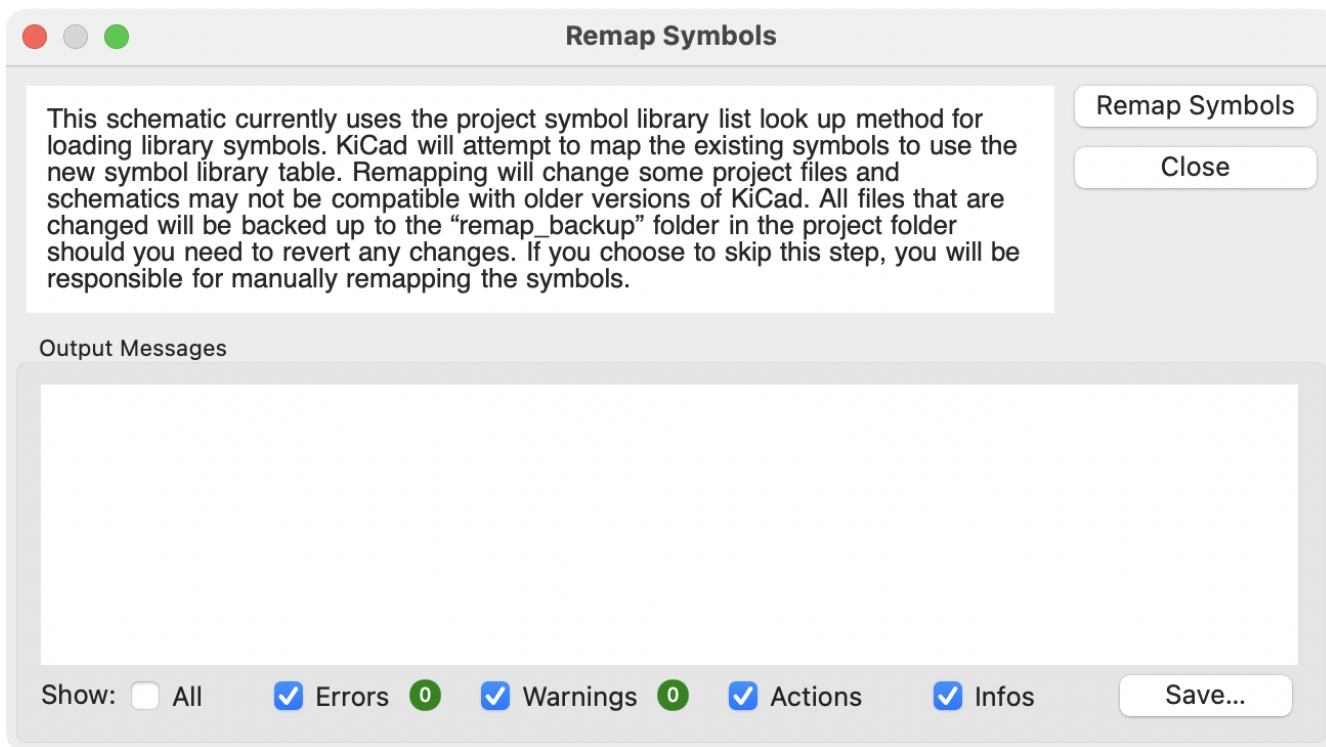 Remap Symbols
This schematic currently uses the project symbol library list look up method for
loading library symbols. KiCad will attempt to map the existing symbols to use the
new symbol library table. Remapping will change some project files and
schematics may not be compatible with older versions of KiCad. All files that are
changed will be backed up to the “remap_backup” folder in the project folder
should you need to revert any changes. If you choose to skip this step, you will be
responsible for manually remapping the symbols.
Remap Symbols
Close
Output Messages
Show: All Errors 0 Warnings 0 Actions Infos Save...